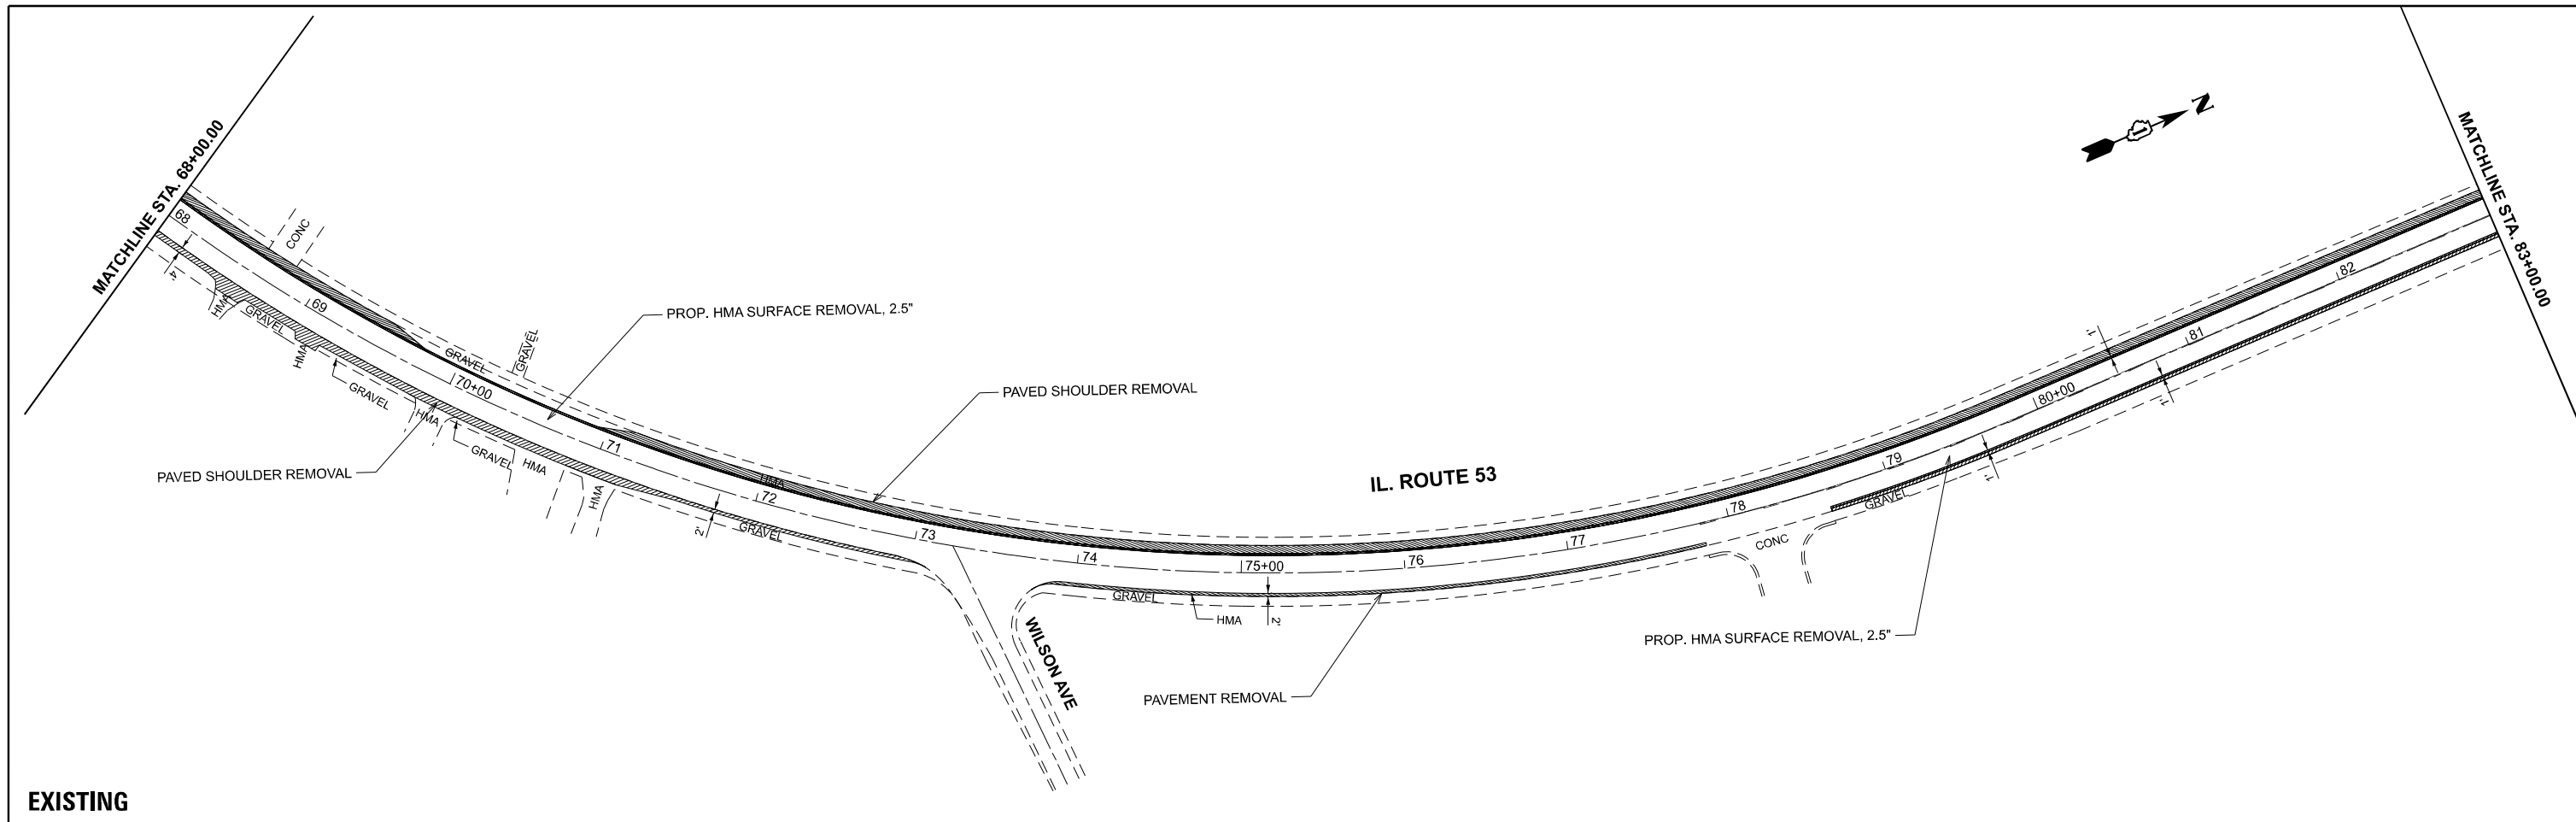 MATCHLINE STA. 68+00.00
MATCHLINE STA. 83+00.00
N
68
69
70+00
71
72
73
74
75+00
76
77
78
79
80+00
81
82
CONC
GRAVEL
GRAVEL
HMA
4'
HMA
GRAVEL
HMA
GRAVEL
HMA
GRAVEL
HMA
HMA
2'
GRAVEL
PROP. HMA SURFACE REMOVAL, 2.5"
PAVED SHOULDER REMOVAL
PAVED SHOULDER REMOVAL
IL. ROUTE 53
WILSON AVE
GRAVEL
HMA
2'
PAVEMENT REMOVAL
CONC
GRAVEL
1'
1'
1'
PROP. HMA SURFACE REMOVAL, 2.5"
EXISTING